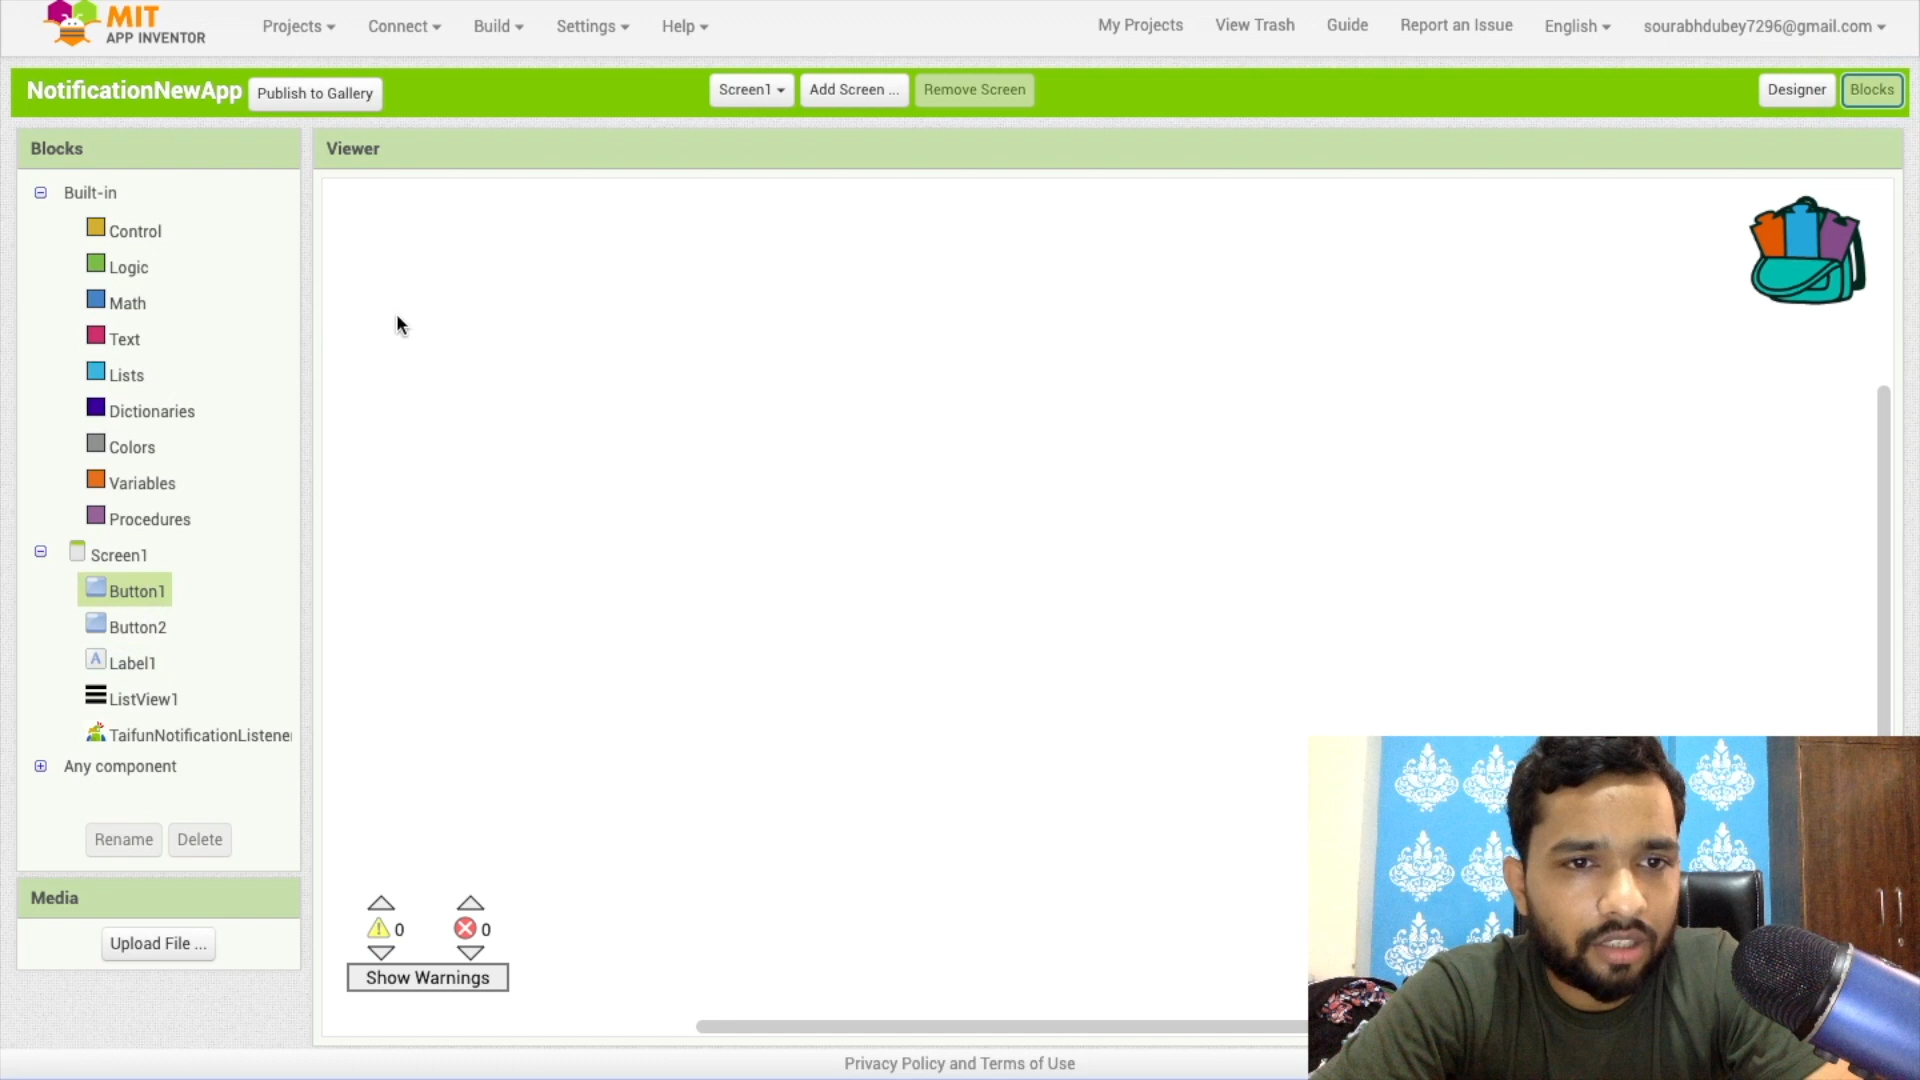 MIT
APP INVENTOR
Projects
Connect
Build
Settings
Help
My Projects
View Trash
Guide
Report an Issue
English
sourabhdubey7296@gmail.com
NotificationNewApp
Publish to Gallery
Screen1
Add Screen ...
Remove Screen
Designer
Blocks
Blocks
Viewer
Built-in
Control
Logic
Math
Text
Lists
Dictionaries
Colors
Variables
Procedures
Screen1
Button1
Button2
A
Label1
ListView1
TaifunNotificationListene
Any component
Rename
Delete
Media
Upload File ...
0
0
Show Warnings
Privacy Policy and Terms of Use